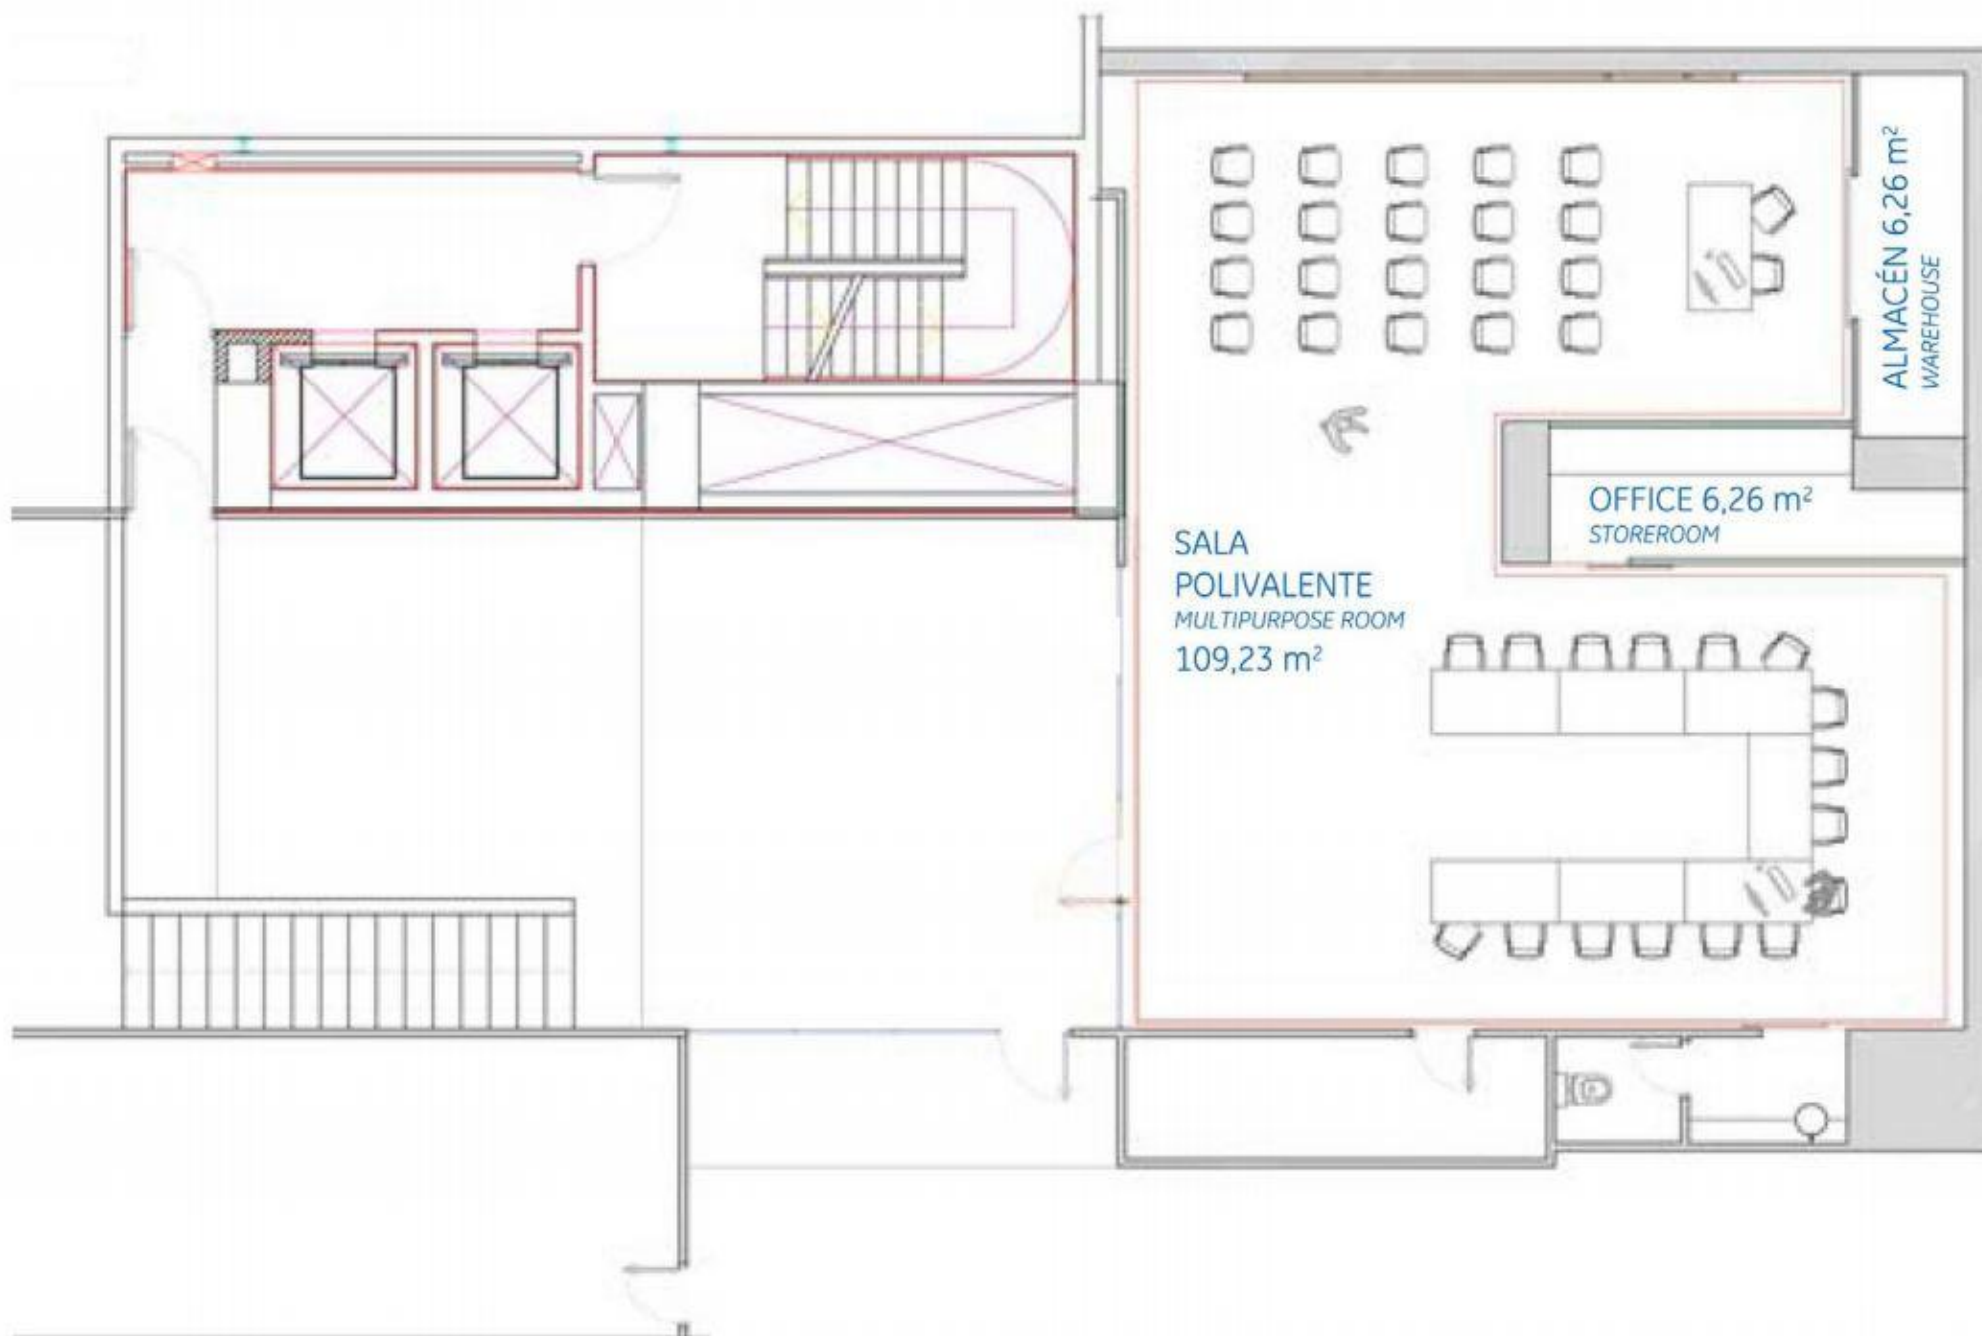 ALMACÉN 6,26 m²
WAREHOUSE
OFFICE 6,26 m²
STOREROOM
SALA
POLIVALENTE
MULTIPURPOSE ROOM
109,23 m²